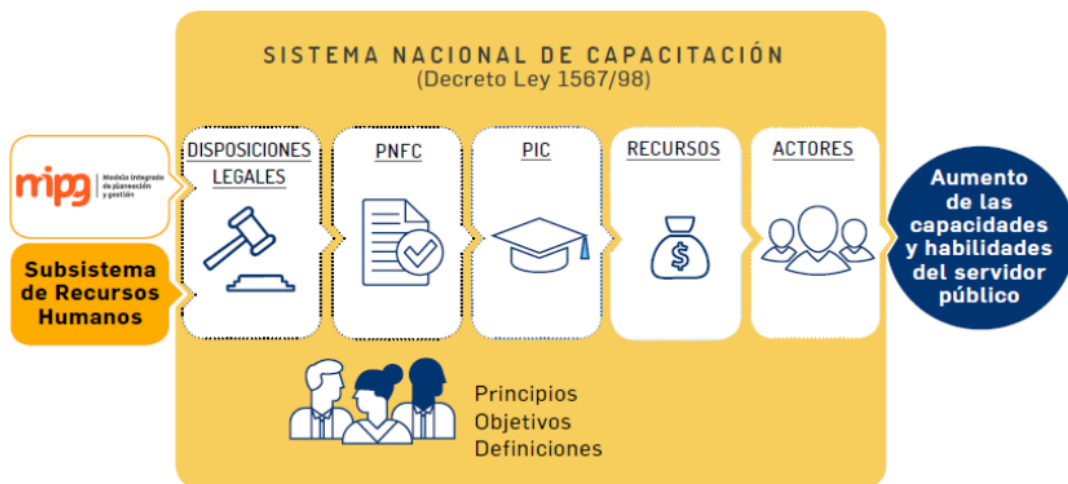 SISTEMA NACIONAL DE CAPACITACIÓN
(Decreto Ley 1567/98)
mipg
Modelo integrado
de planeación
y gestión
Subsistema
de Recursos
Humanos
DISPOSICIONES
LEGALES
PNFC
PIC
RECURSOS
$
ACTORES
Aumento
de las
capacidades
y habilidades
del servidor
público
Principios
Objetivos
Definiciones